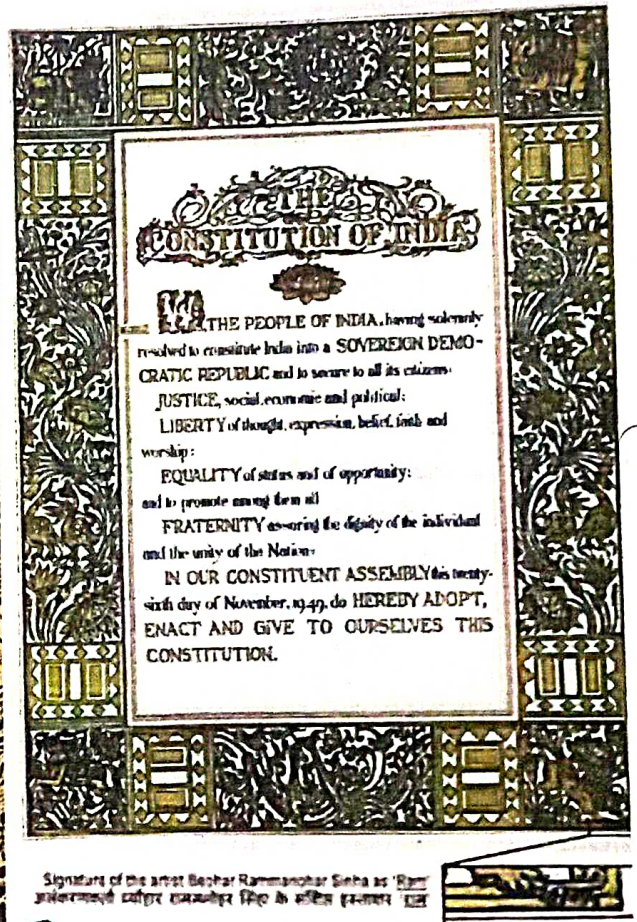 THE
CONSTITUTION OF INDIA
WE, THE PEOPLE OF INDIA, having solemnly
resolved to constitute India into a SOVEREIGN DEMO-
CRATIC REPUBLIC and to secure to all its citizens:
JUSTICE, social, economic and political;
LIBERTY of thought, expression, belief, faith and
worship;
EQUALITY of status and of opportunity;
and to promote among them all
FRATERNITY assuring the dignity of the individual
and the unity of the Nation;
IN OUR CONSTITUENT ASSEMBLY this twenty-
sixth day of November, 1949, do HEREBY ADOPT,
ENACT AND GIVE TO OURSELVES THIS
CONSTITUTION.
Signature of the artist Beohar Rammanohar Sinha as 'Ram'
ब्यौहार राममनोहर सिंहा के संक्षिप्त हस्ताक्षर 'राम'